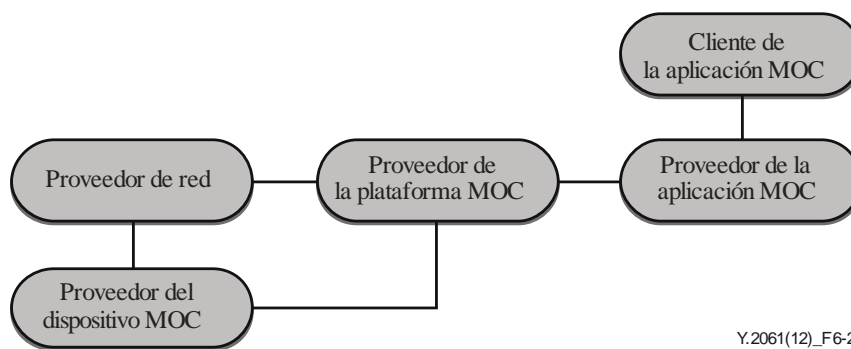 Cliente de
la aplicación MOC
Proveedor de red
Proveedor de
la plataforma MOC
Proveedor de la
aplicación MOC
Proveedor del
dispositivo MOC
Y.2061(12)_F6-2